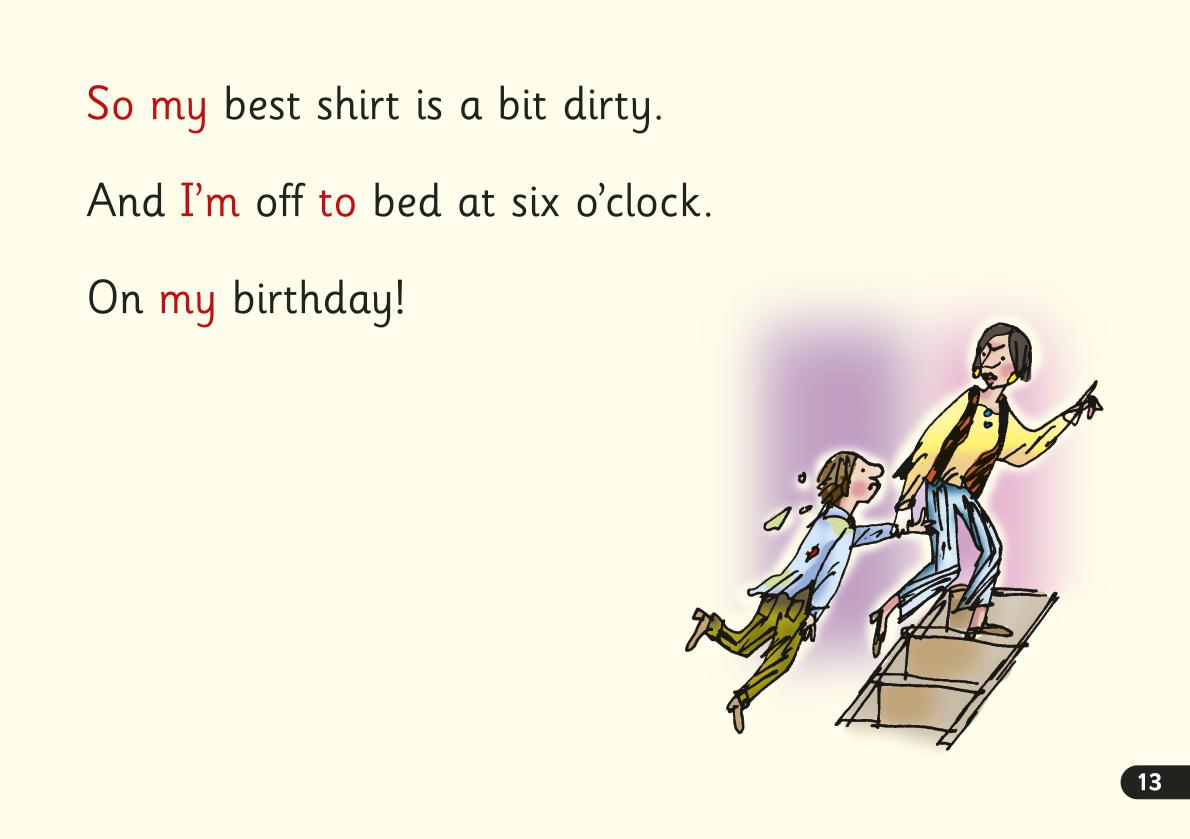 So my best shirt is a bit dirty.
And I’m off to bed at six o’clock.
On my birthday!
13